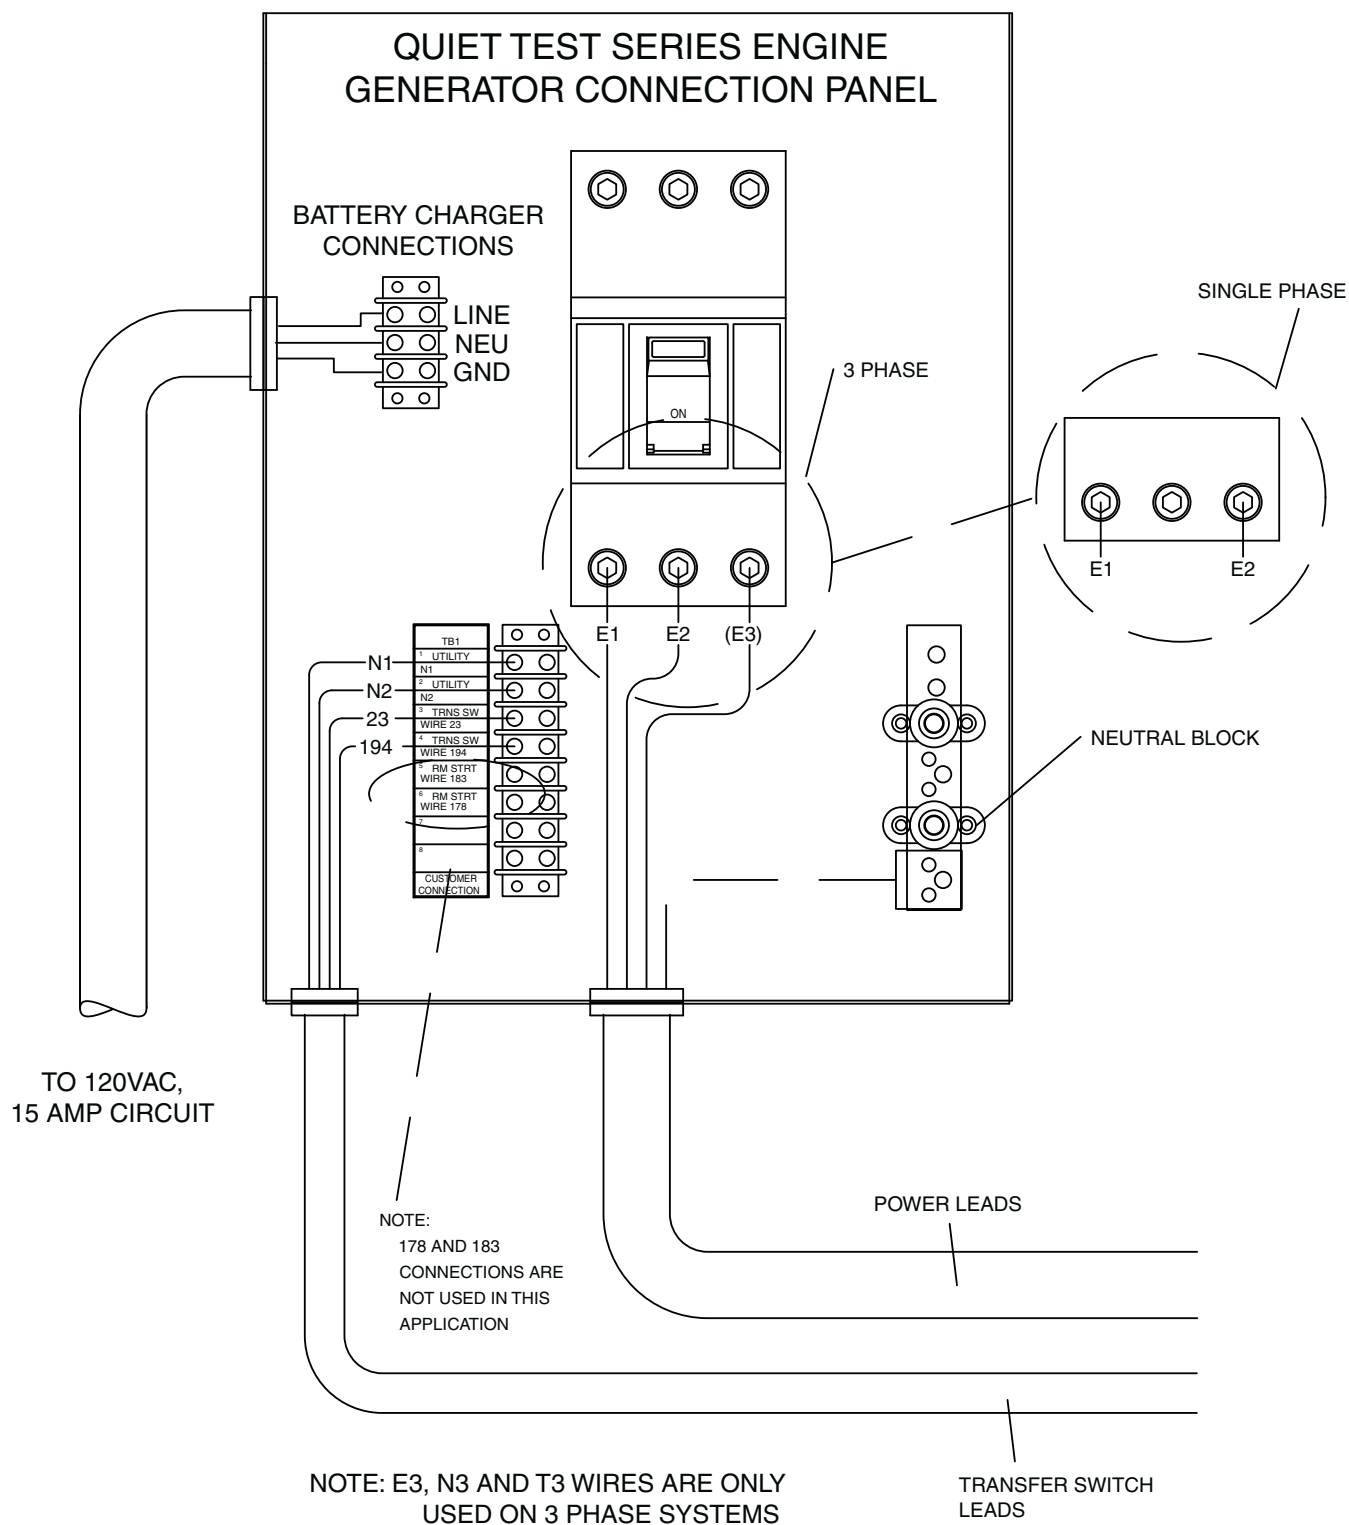 QUIET TEST SERIES ENGINE
GENERATOR CONNECTION PANEL
BATTERY CHARGER
CONNECTIONS
LINE
NEU
GND
ON
3 PHASE
SINGLE PHASE
E1
E2
E1
E2
(E3)
N1
N2
23
194
TB1
1 UTILITY
N1
2 UTILITY
N2
3 TRNS SW
WIRE 23
4 TRNS SW
WIRE 194
5 RM STRT
WIRE 183
6 RM STRT
WIRE 178
7
8
CUSTOMER
CONNECTION
NEUTRAL BLOCK
TO 120VAC,
15 AMP CIRCUIT
NOTE:
178 AND 183
CONNECTIONS ARE
NOT USED IN THIS
APPLICATION
POWER LEADS
TRANSFER SWITCH
LEADS
NOTE: E3, N3 AND T3 WIRES ARE ONLY
USED ON 3 PHASE SYSTEMS